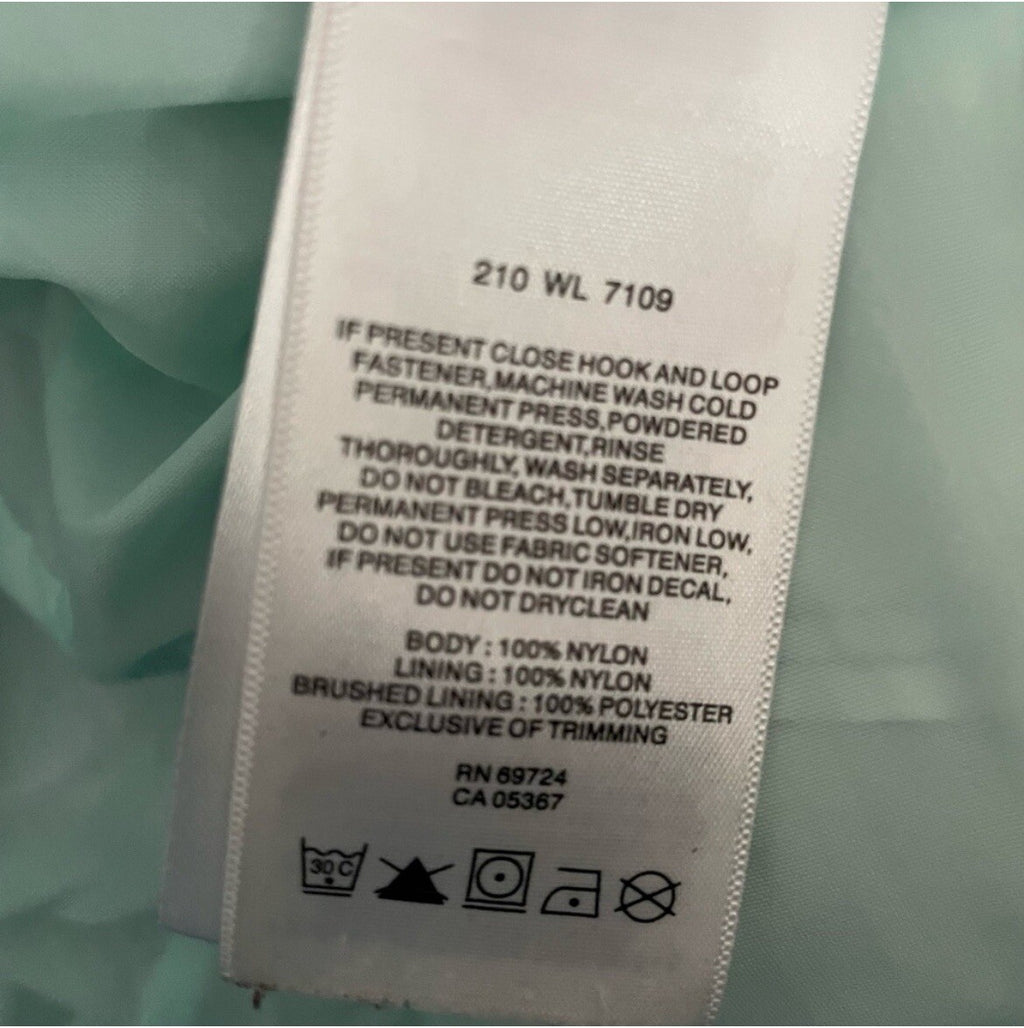 210 WL 7109
IF PRESENT CLOSE HOOK AND LOOP
FASTENER,MACHINE WASH COLD
PERMANENT PRESS,POWDERED
DETERGENT,RINSE
THOROUGHLY, WASH SEPARATELY,
DO NOT BLEACH,TUMBLE DRY
PERMANENT PRESS LOW,IRON LOW,
DO NOT USE FABRIC SOFTENER,
IF PRESENT DO NOT IRON DECAL,
DO NOT DRYCLEAN
BODY : 100% NYLON
LINING : 100% NYLON
BRUSHED LINING : 100% POLYESTER
EXCLUSIVE OF TRIMMING
RN 69724
CA 05367
30 C